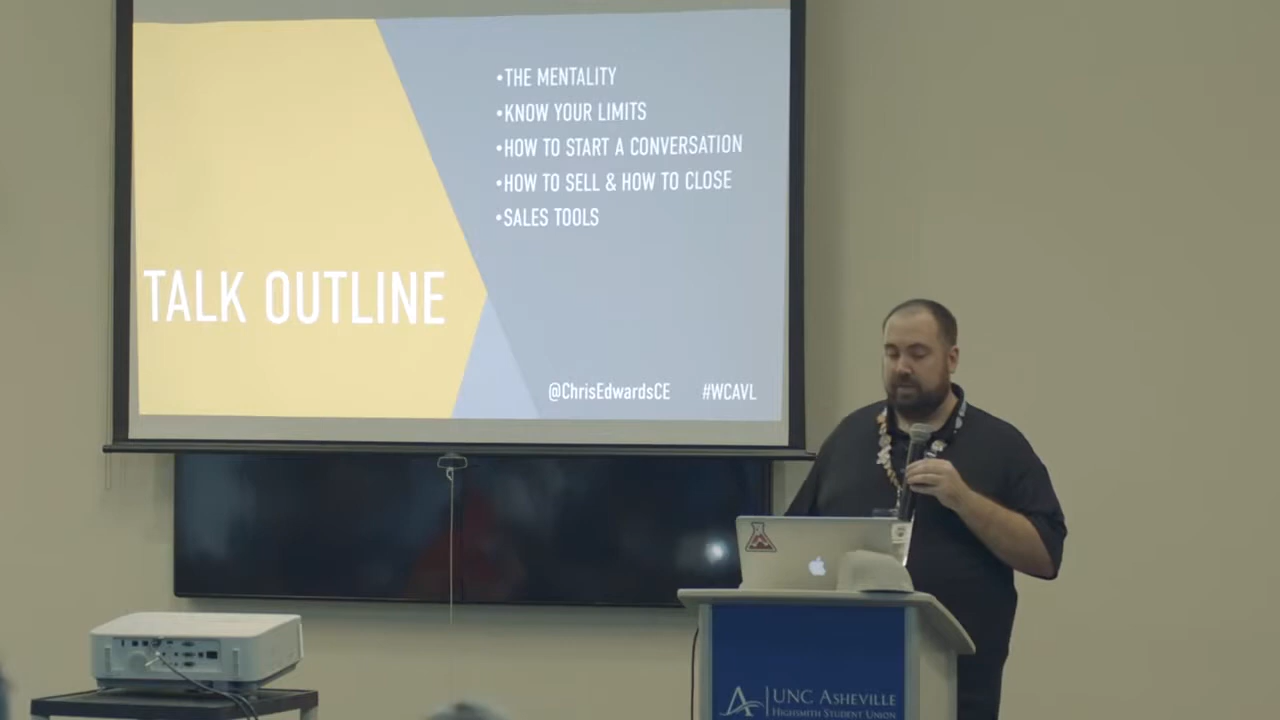 •THE MENTALITY
•KNOW YOUR LIMITS
•HOW TO START A CONVERSATION
•HOW TO SELL & HOW TO CLOSE
•SALES TOOLS
TALK OUTLINE
@ChrisEdwardsCE #WCAVL
UNC ASHEVILLE
HIGHSMITH STUDENT UNION